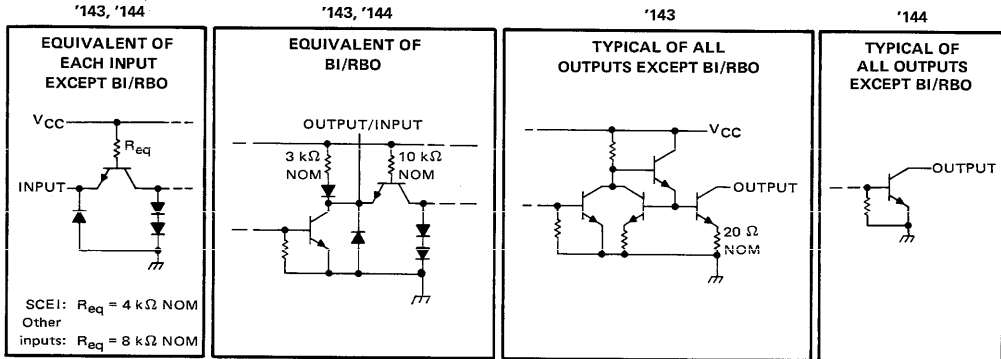 '143, '144
EQUIVALENT OF
EACH INPUT
EXCEPT BI/RBO
VCC
Req
INPUT
SCEI: Req = 4 kΩ NOM
Other
inputs: Req = 8 kΩ NOM
'143, '144
EQUIVALENT OF
BI/RBO
OUTPUT/INPUT
3 kΩ
NOM
10 kΩ
NOM
'143
TYPICAL OF ALL
OUTPUTS EXCEPT BI/RBO
VCC
OUTPUT
20 Ω
NOM
'144
TYPICAL OF
ALL OUTPUTS
EXCEPT BI/RBO
OUTPUT